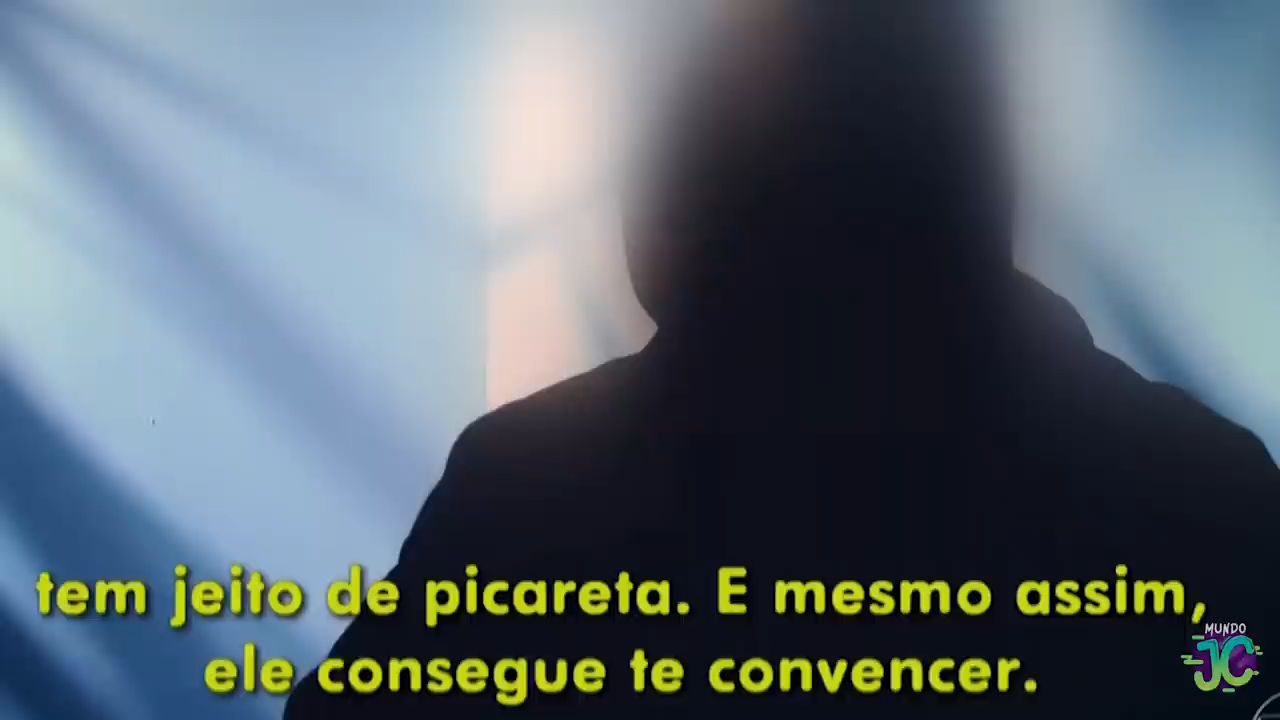 tem jeito de picareta. E mesmo assim,
ele consegue te convencer.
MUNDO
JC